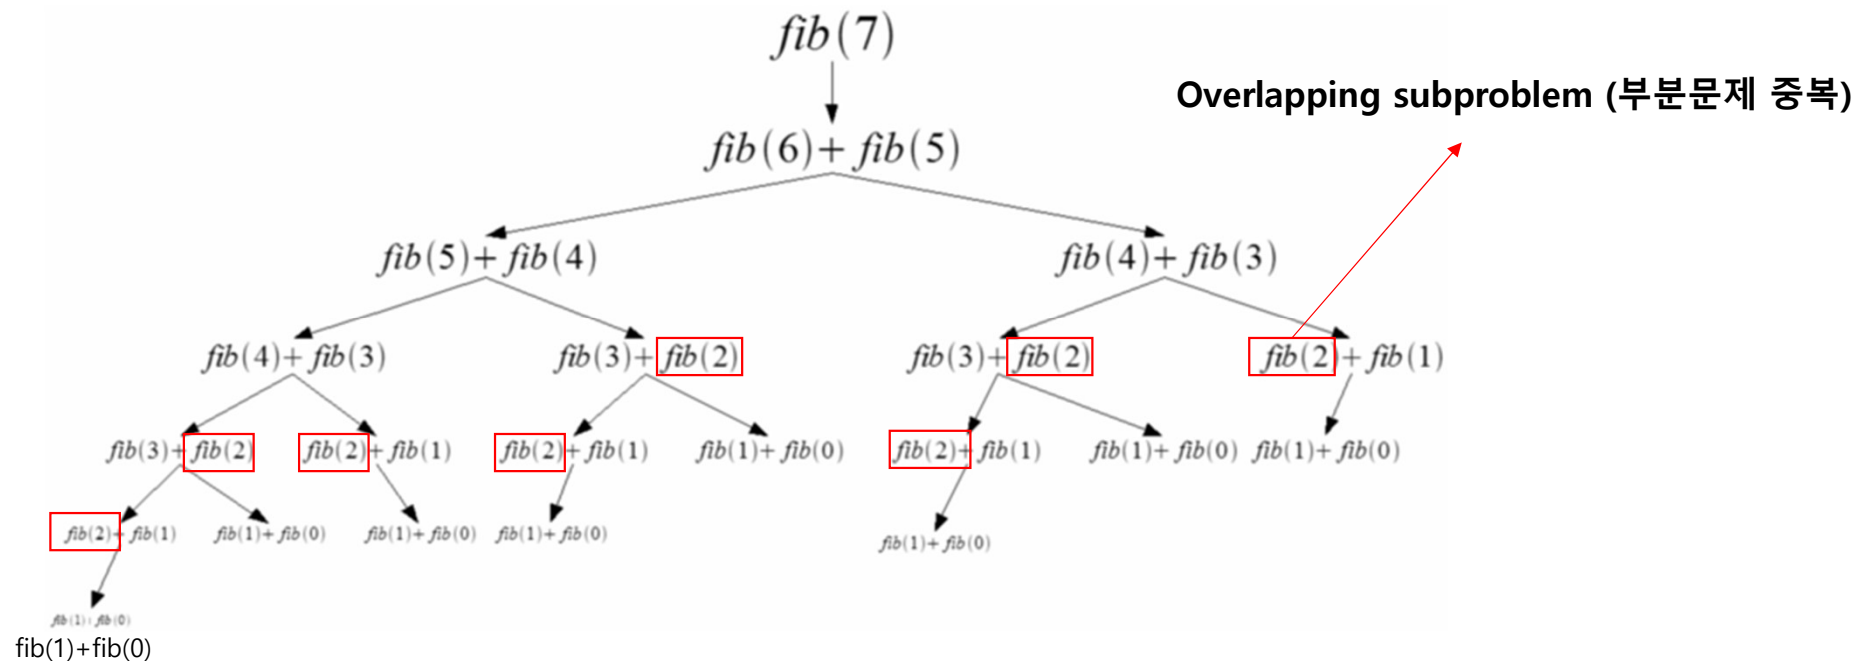 fib(7)
Overlapping subproblem (부분문제 중복)
fib(6)+ fib(5)
fib(5)+ fib(4)
fib(4)+ fib(3)
fib(4)+ fib(3)
fib(3)+ fib(2)
fib(3)+ fib(2)
fib(2)+ fib(1)
fib(3)+ fib(2)
fib(2)+ fib(1)
fib(2)+ fib(1)
fib(1)+ fib(0)
fib(2)+ fib(1)
fib(1)+ fib(0)
fib(1)+ fib(0)
fib(2)+ fib(1)
fib(1)+ fib(0)
fib(1)+ fib(0)
fib(1)+ fib(0)
fib(1)+ fib(0)
fib(1)+ fib(0)
fib(1)+fib(0)